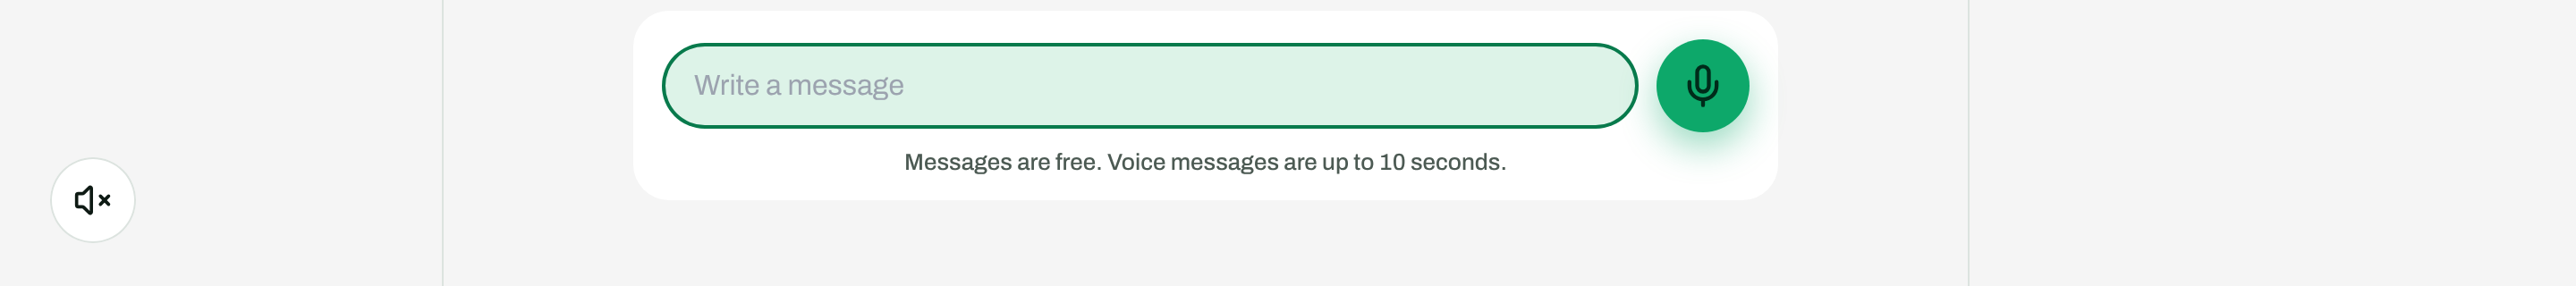 Write a message
Messages are free. Voice messages are up to 10 seconds.